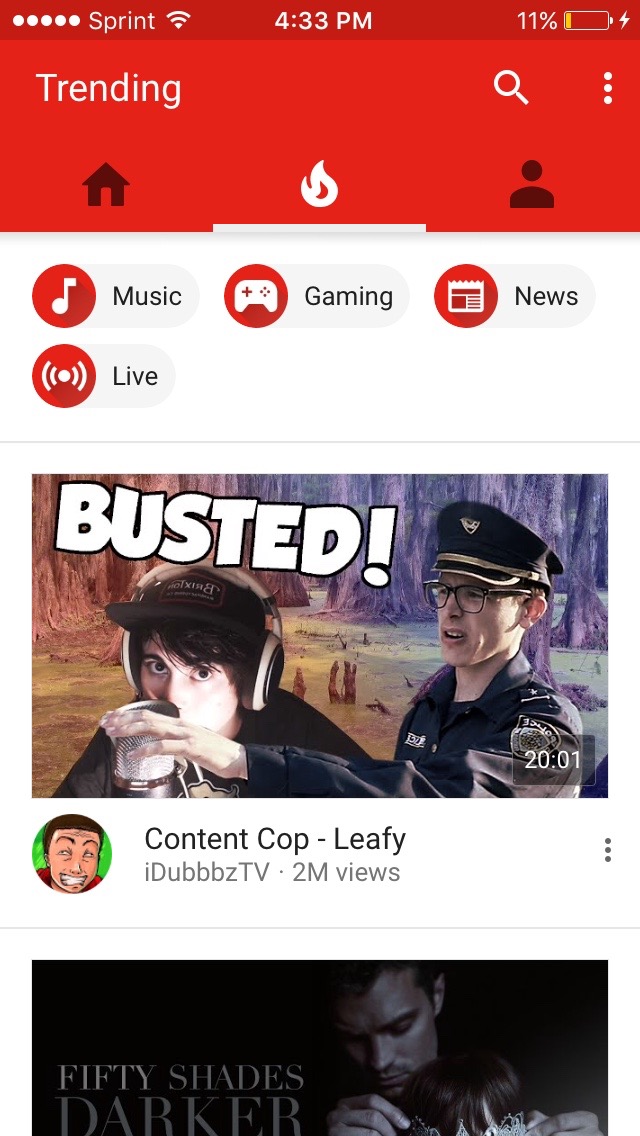 Sprint 4:33 PM 11%
Trending
Music Gaming News
Live
BUSTED!
POLICE
20:01
Content Cop - Leafy
iDubbbzTV · 2M views
FIFTY SHADES
DARKER